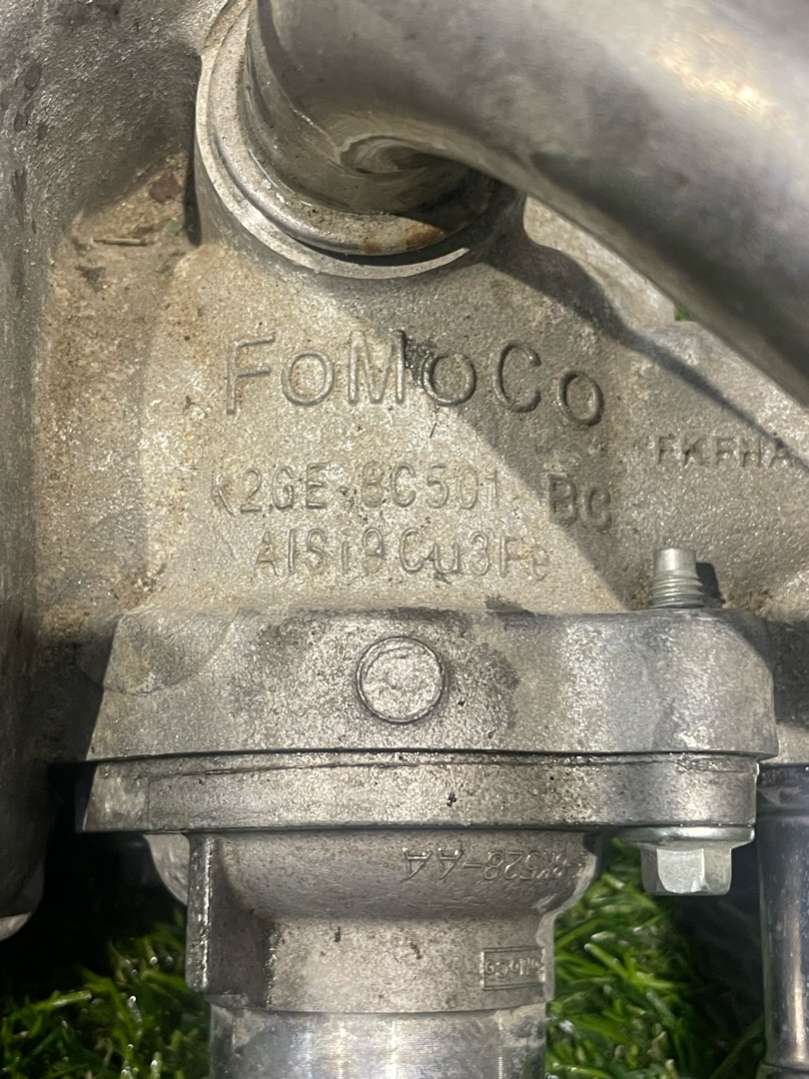 FoMoCo
K2GE 8C501 BC
AlSi9Cu3Fe
FKFHA